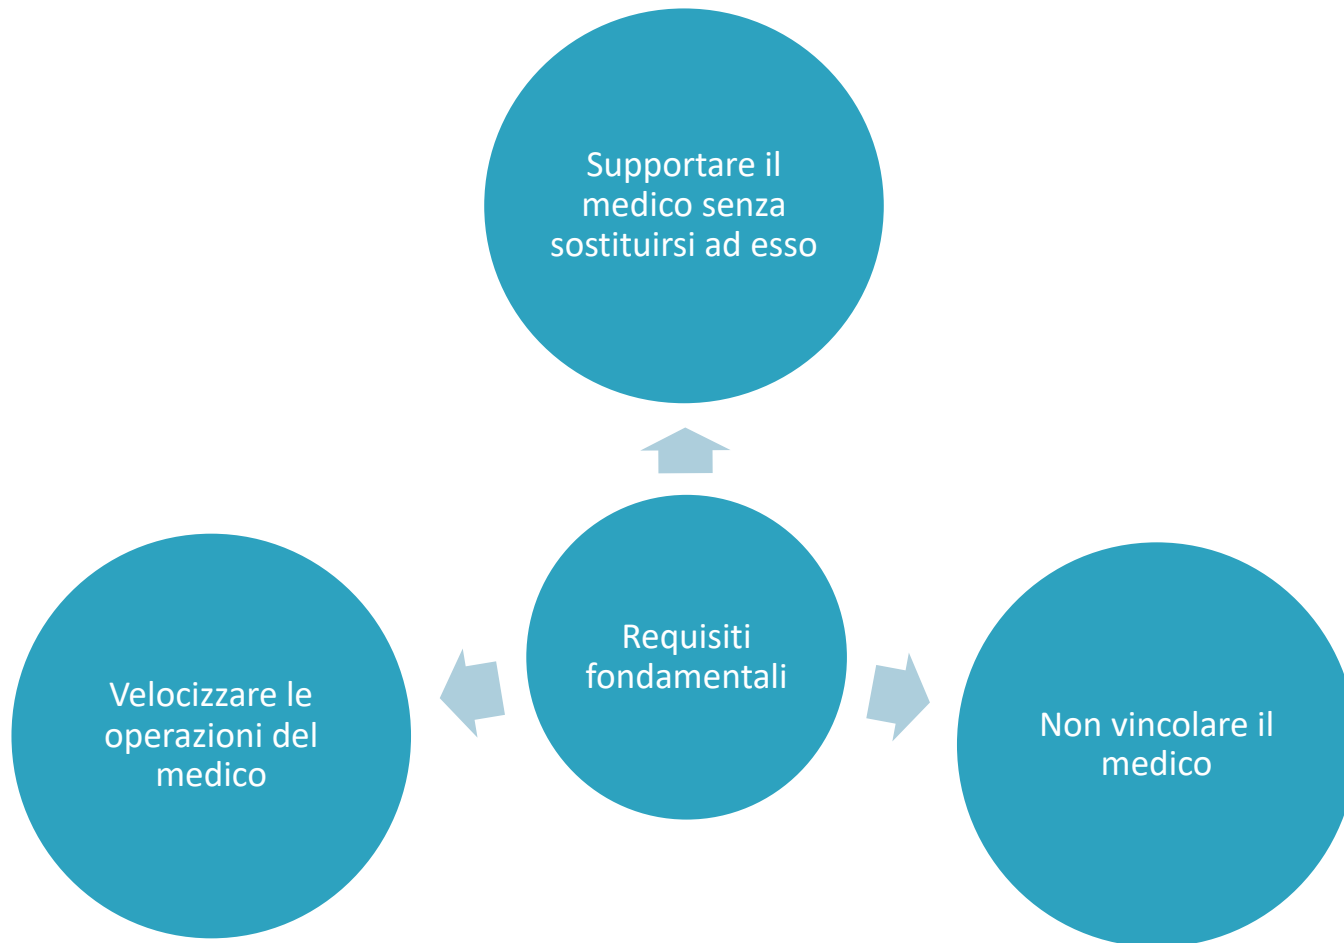 Supportare il
medico senza
sostituirsi ad esso
Requisiti
fondamentali
Velocizzare le
operazioni del
medico
Non vincolare il
medico